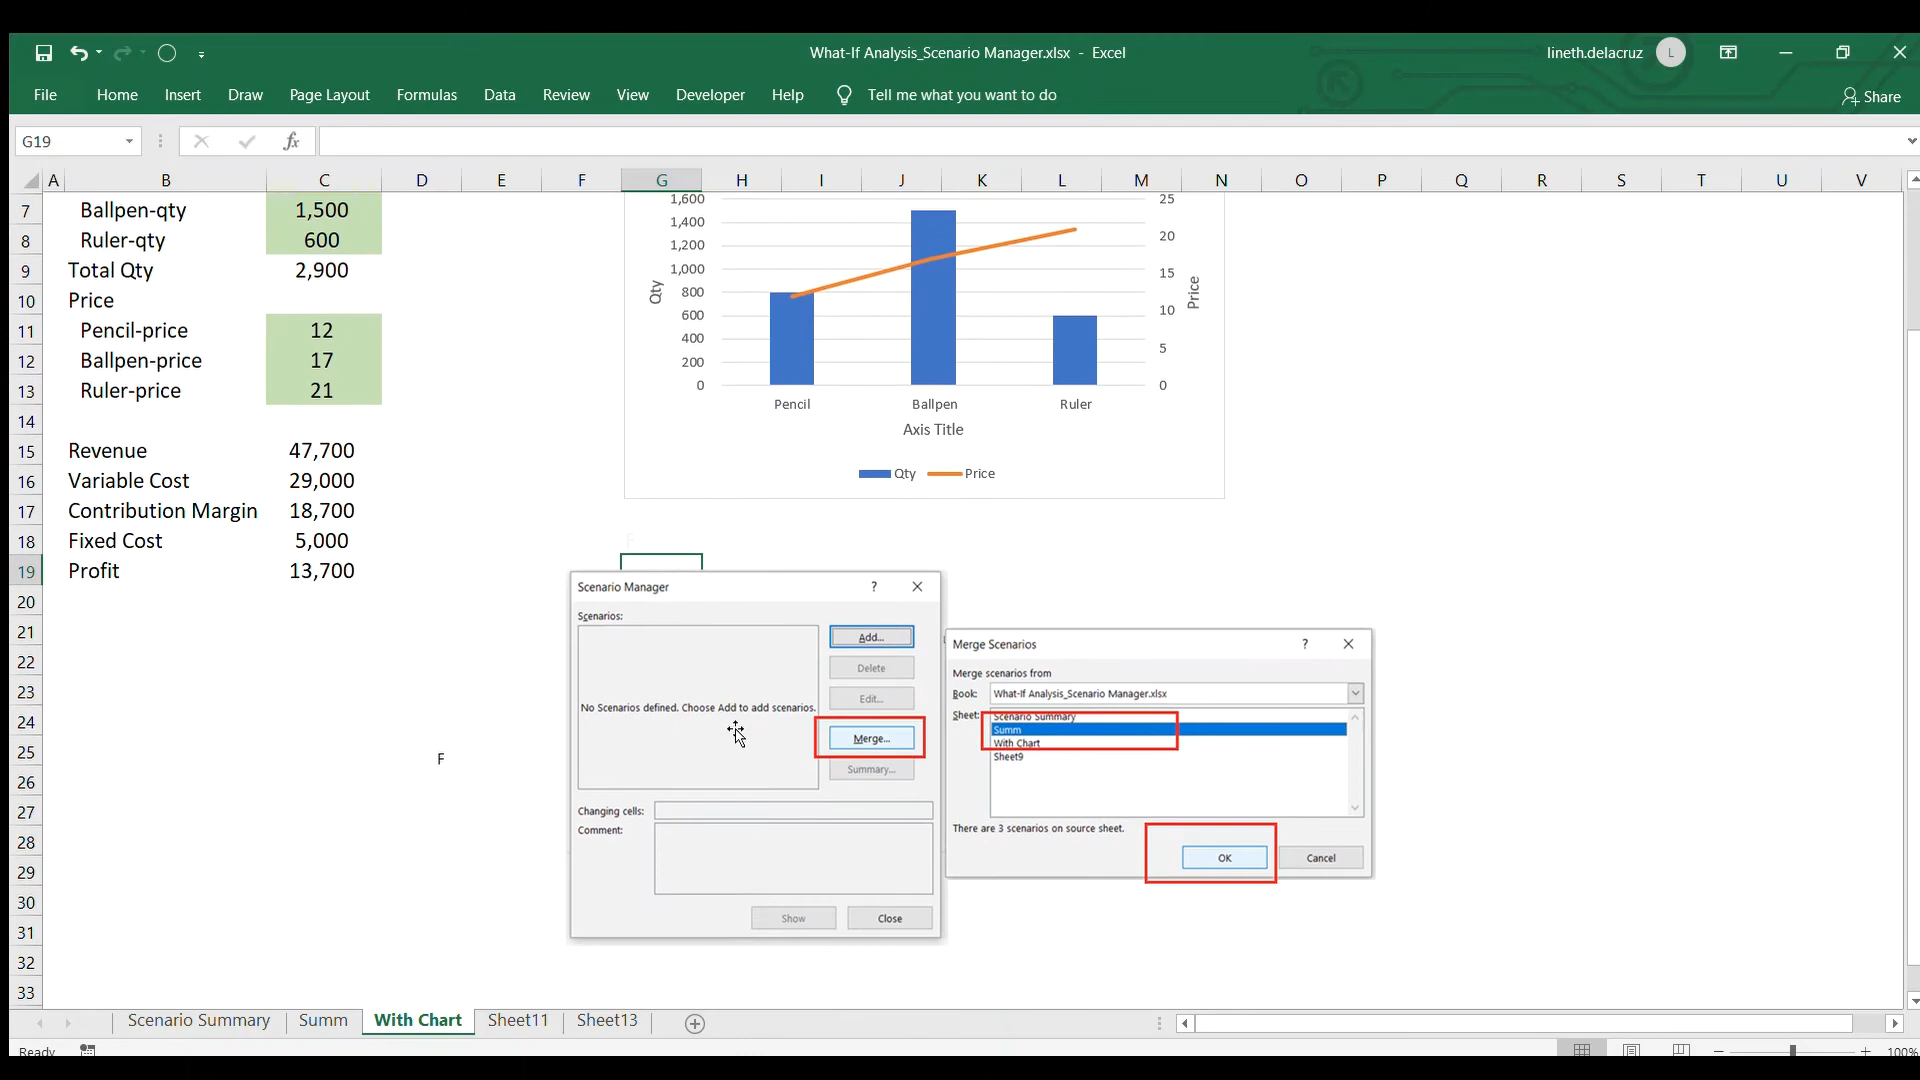 What-If Analysis_Scenario Manager.xlsx - Excel
lineth.delacruz
L
File Home Insert Draw Page Layout Formulas Data Review View Developer Help Tell me what you want to do
Share
G19
fx
A B C D E F G H I J K L M N O P Q R S T U V
7 Ballpen-qty 1,500
8 Ruler-qty 600
9 Total Qty 2,900
10 Price
11 Pencil-price 12
12 Ballpen-price 17
13 Ruler-price 21
14
15 Revenue 47,700
16 Variable Cost 29,000
17 Contribution Margin 18,700
18 Fixed Cost 5,000
19 Profit 13,700
20
21
22
23
24
25
26
27
28
29
30
31
32
33
F
1,600
1,400
1,200
1,000
800
600
400
200
0
Qty
25
20
15
10
5
0
Price
Pencil Ballpen Ruler
Axis Title
Qty Price
F
Scenario Manager ?
Scenarios:
No Scenarios defined. Choose Add to add scenarios.
Add...
Delete
Edit...
Merge...
Summary...
Changing cells:
Comment:
Show Close
Merge Scenarios ?
Merge scenarios from
Book: What-If Analysis_Scenario Manager.xlsx
Sheet: Scenario Summary
Summ
With Chart
Sheet9
There are 3 scenarios on source sheet.
OK Cancel
Scenario Summary Summ With Chart Sheet11 Sheet13
Ready
100%